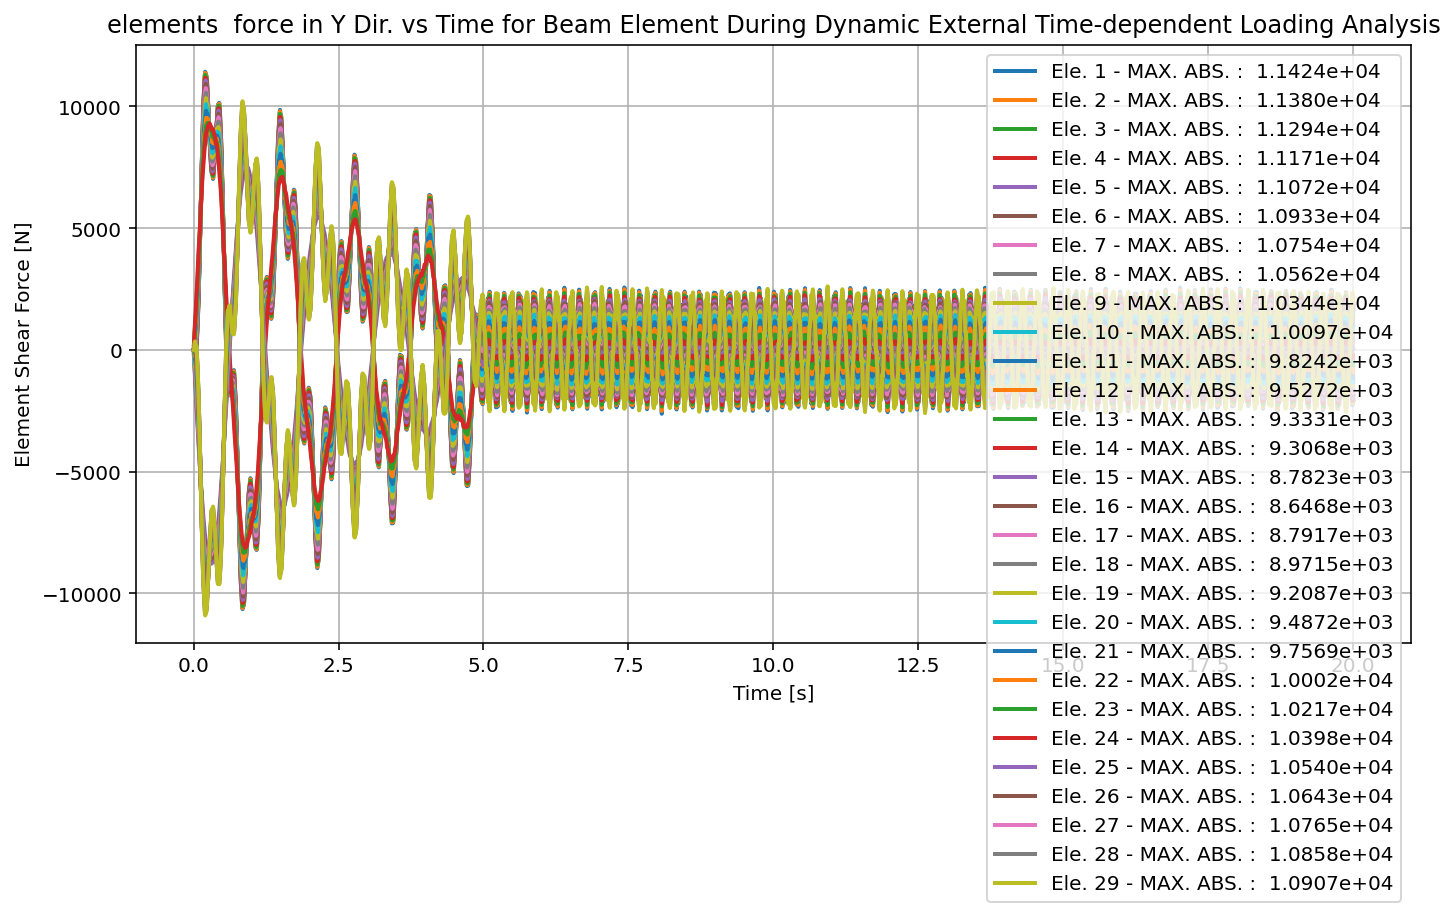 elements  force in Y Dir. vs Time for Beam Element During Dynamic External Time-dependent Loading Analysis
Element Shear Force [N]
10000
5000
0
−5000
−10000
0.0 2.5 5.0 7.5 10.0 12.5 15.0 17.5 20.0
Time [s]
Ele. 1 - MAX. ABS. :  1.1424e+04
Ele. 2 - MAX. ABS. :  1.1380e+04
Ele. 3 - MAX. ABS. :  1.1294e+04
Ele. 4 - MAX. ABS. :  1.1171e+04
Ele. 5 - MAX. ABS. :  1.1072e+04
Ele. 6 - MAX. ABS. :  1.0933e+04
Ele. 7 - MAX. ABS. :  1.0754e+04
Ele. 8 - MAX. ABS. :  1.0562e+04
Ele. 9 - MAX. ABS. :  1.0344e+04
Ele. 10 - MAX. ABS. :  1.0097e+04
Ele. 11 - MAX. ABS. :  9.8242e+03
Ele. 12 - MAX. ABS. :  9.5272e+03
Ele. 13 - MAX. ABS. :  9.3331e+03
Ele. 14 - MAX. ABS. :  9.3068e+03
Ele. 15 - MAX. ABS. :  8.7823e+03
Ele. 16 - MAX. ABS. :  8.6468e+03
Ele. 17 - MAX. ABS. :  8.7917e+03
Ele. 18 - MAX. ABS. :  8.9715e+03
Ele. 19 - MAX. ABS. :  9.2087e+03
Ele. 20 - MAX. ABS. :  9.4872e+03
Ele. 21 - MAX. ABS. :  9.7569e+03
Ele. 22 - MAX. ABS. :  1.0002e+04
Ele. 23 - MAX. ABS. :  1.0217e+04
Ele. 24 - MAX. ABS. :  1.0398e+04
Ele. 25 - MAX. ABS. :  1.0540e+04
Ele. 26 - MAX. ABS. :  1.0643e+04
Ele. 27 - MAX. ABS. :  1.0765e+04
Ele. 28 - MAX. ABS. :  1.0858e+04
Ele. 29 - MAX. ABS. :  1.0907e+04